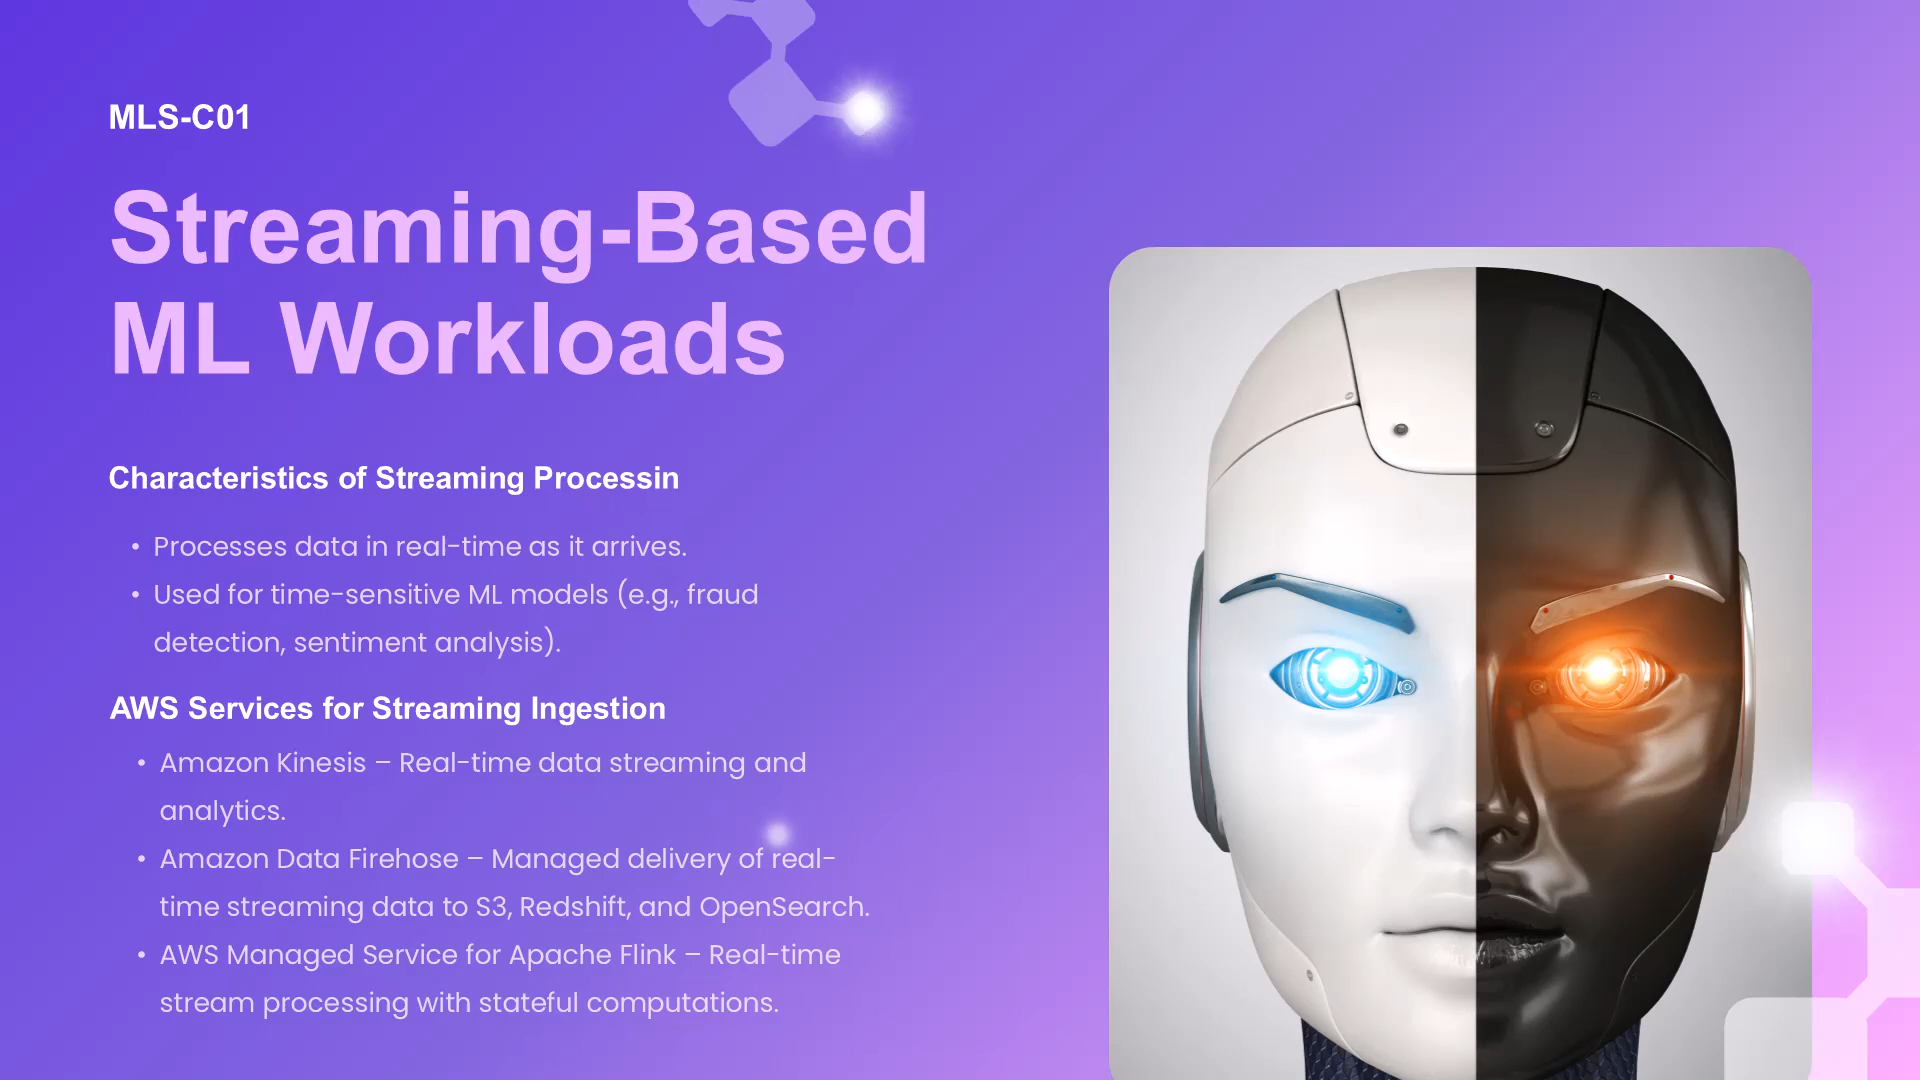 MLS-C01
Streaming-Based
ML Workloads
Characteristics of Streaming Processin
• Processes data in real-time as it arrives.
• Used for time-sensitive ML models (e.g., fraud
detection, sentiment analysis).
AWS Services for Streaming Ingestion
• Amazon Kinesis – Real-time data streaming and
analytics.
• Amazon Data Firehose – Managed delivery of real-
time streaming data to S3, Redshift, and OpenSearch.
• AWS Managed Service for Apache Flink – Real-time
stream processing with stateful computations.